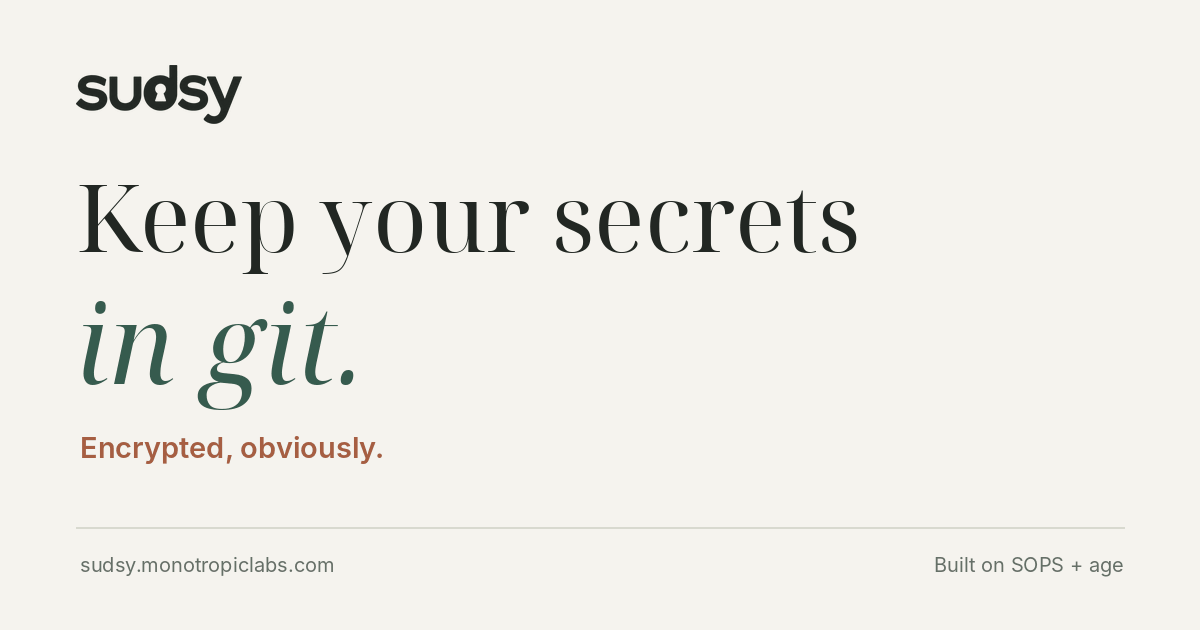 sudsy
Keep your secrets
in git.
Encrypted, obviously.
sudsy.monotropiclabs.com
Built on SOPS + age